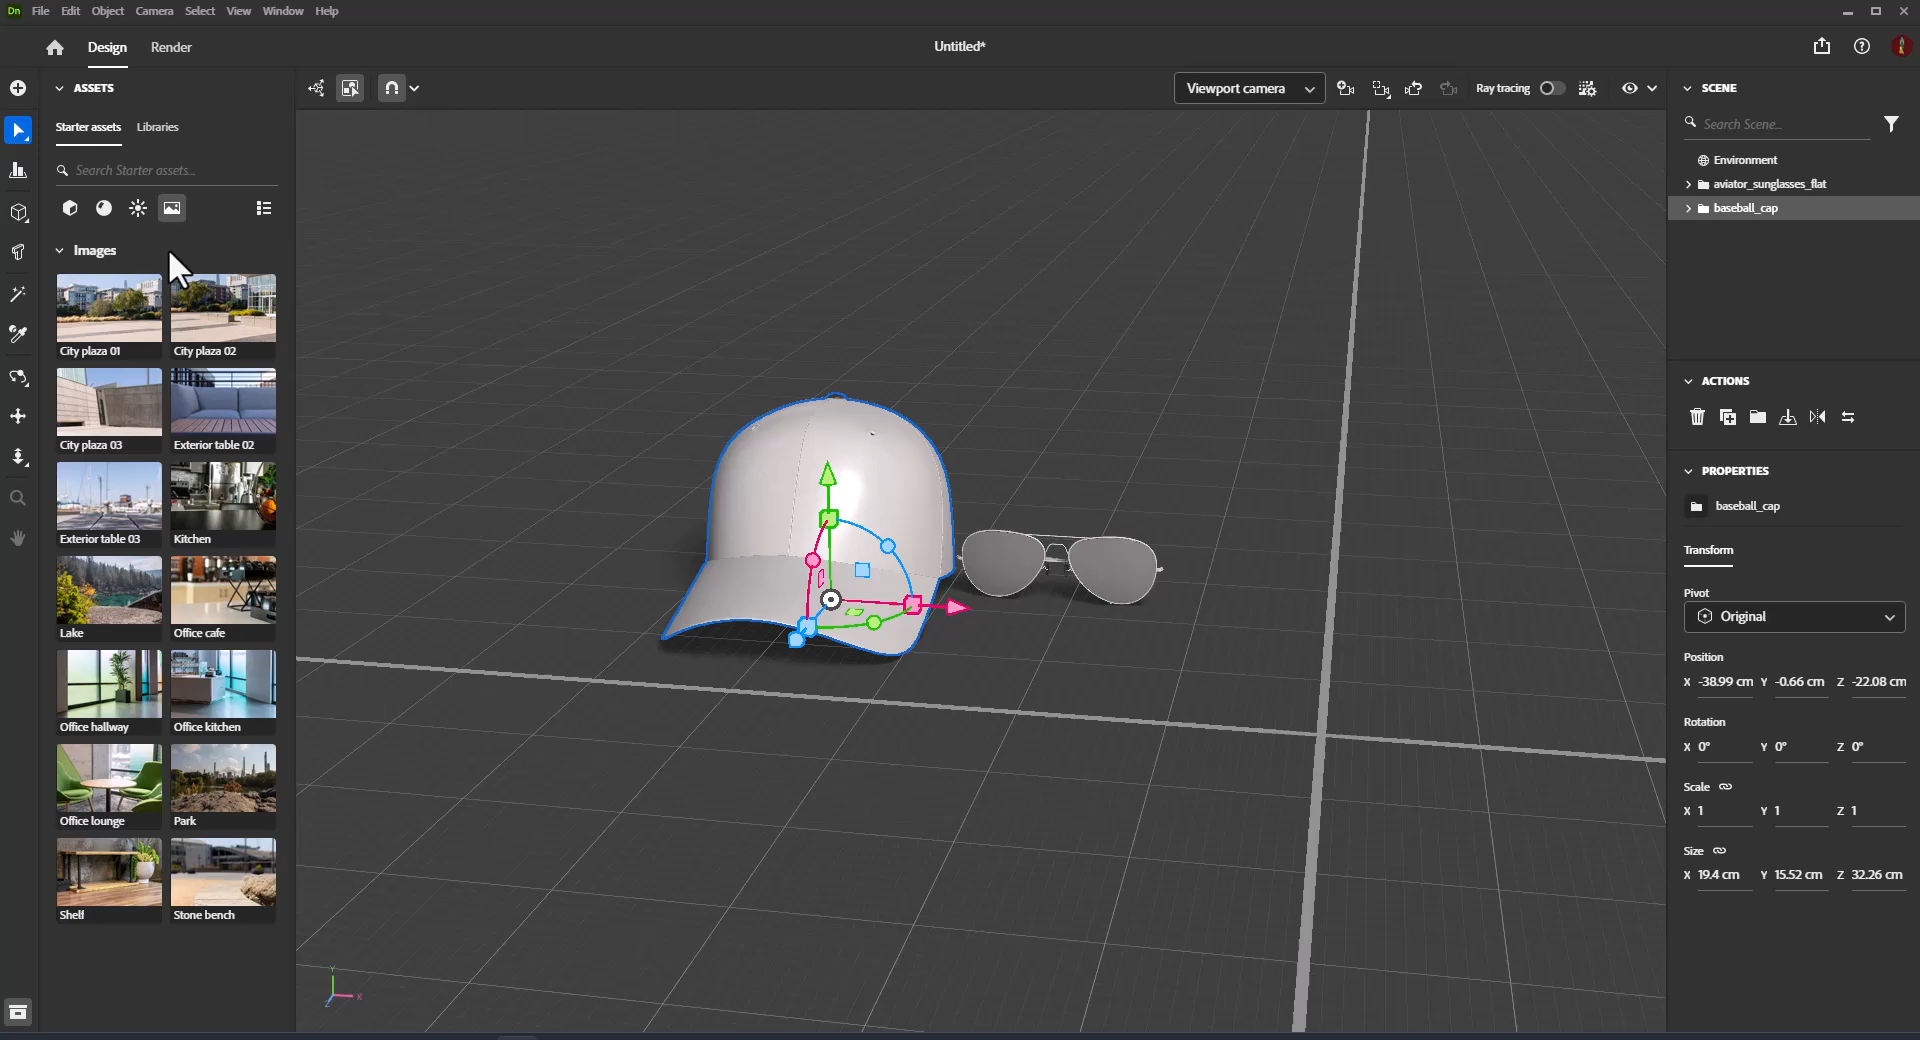 Dn File Edit Object Camera Select View Window Help
Design Render
Untitled*
ASSETS
Starter assets Libraries
Search Starter assets...
Images
City plaza 01
City plaza 02
City plaza 03
Exterior table 02
Exterior table 03
Kitchen
Lake
Office cafe
Office hallway
Office kitchen
Office lounge
Park
Shelf
Stone bench
Viewport camera
Ray tracing
Y
X
Z
SCENE
Search Scene...
Environment
aviator_sunglasses_flat
baseball_cap
ACTIONS
PROPERTIES
baseball_cap
Transform
Pivot
Original
Position
X -38.99 cm Y -0.66 cm Z -22.08 cm
Rotation
X 0° Y 0° Z 0°
Scale
X 1 Y 1 Z 1
Size
X 19.4 cm Y 15.52 cm Z 32.26 cm